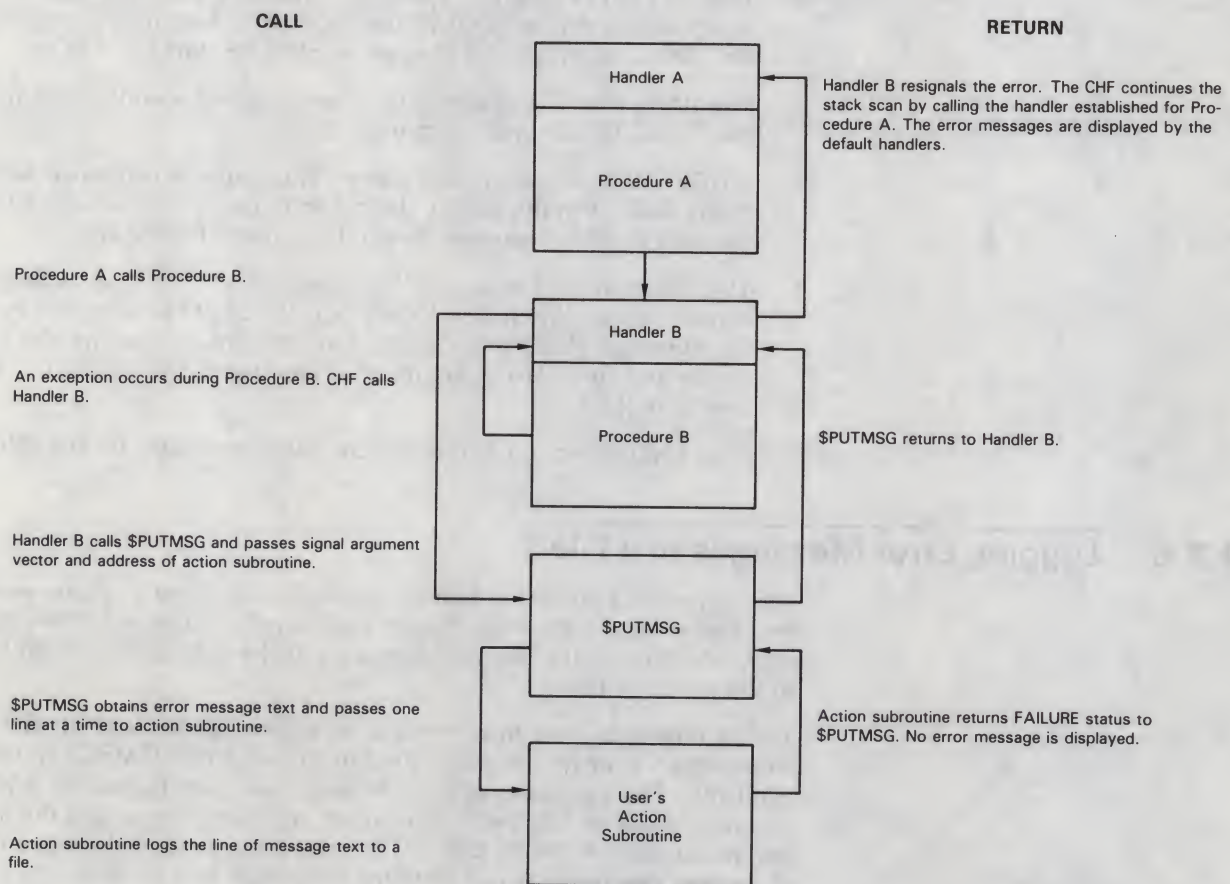 CALL
RETURN
Handler A
Handler B resignals the error. The CHF continues the
stack scan by calling the handler established for Pro-
cedure A. The error messages are displayed by the
default handlers.
Procedure A
Procedure A calls Procedure B.
Handler B
An exception occurs during Procedure B. CHF calls
Handler B.
Procedure B
$PUTMSG returns to Handler B.
Handler B calls $PUTMSG and passes signal argument
vector and address of action subroutine.
$PUTMSG
$PUTMSG obtains error message text and passes one
line at a time to action subroutine.
Action subroutine returns FAILURE status to
$PUTMSG. No error message is displayed.
User's
Action
Subroutine
Action subroutine logs the line of message text to a
file.